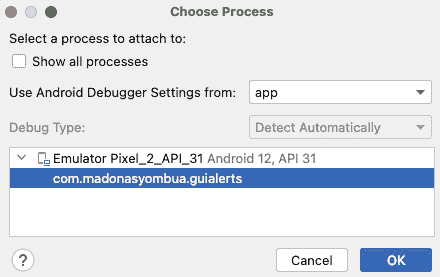 Choose Process
Select a process to attach to:
Show all processes
Use Android Debugger Settings from: app
Debug Type: Detect Automatically
Emulator Pixel_2_API_31 Android 12, API 31
com.madonasyombua.guialerts
? Cancel OK